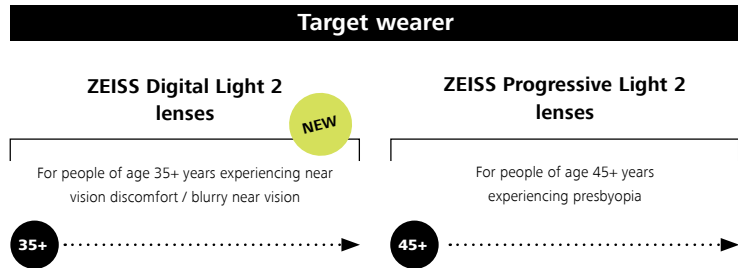 Target wearer
ZEISS Digital Light 2
lenses
NEW
For people of age 35+ years experiencing near
vision discomfort / blurry near vision
35+
ZEISS Progressive Light 2
lenses
For people of age 45+ years
experiencing presbyopia
45+